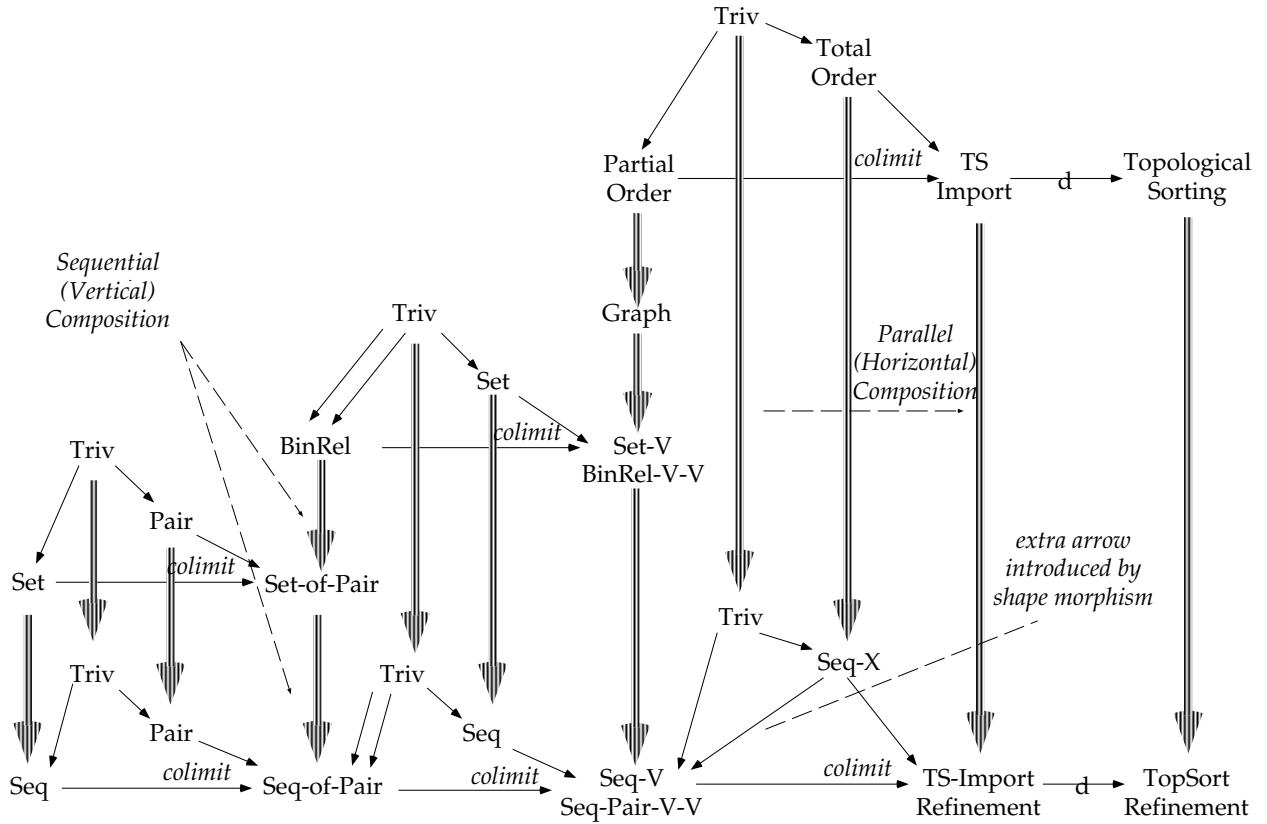 Triv
Total
Order
Partial
Order
colimit
TS
Import
d
Topological
Sorting
Sequential
(Vertical)
Composition
Triv
Graph
Parallel
(Horizontal)
Composition
Set
BinRel
colimit
Set-V
BinRel-V-V
Triv
Pair
Set
colimit
Set-of-Pair
extra arrow
introduced by
shape morphism
Triv
Seq-X
Triv
Triv
Pair
Seq
Seq
colimit
Seq-of-Pair
colimit
Seq-V
Seq-Pair-V-V
colimit
TS-Import
Refinement
d
TopSort
Refinement